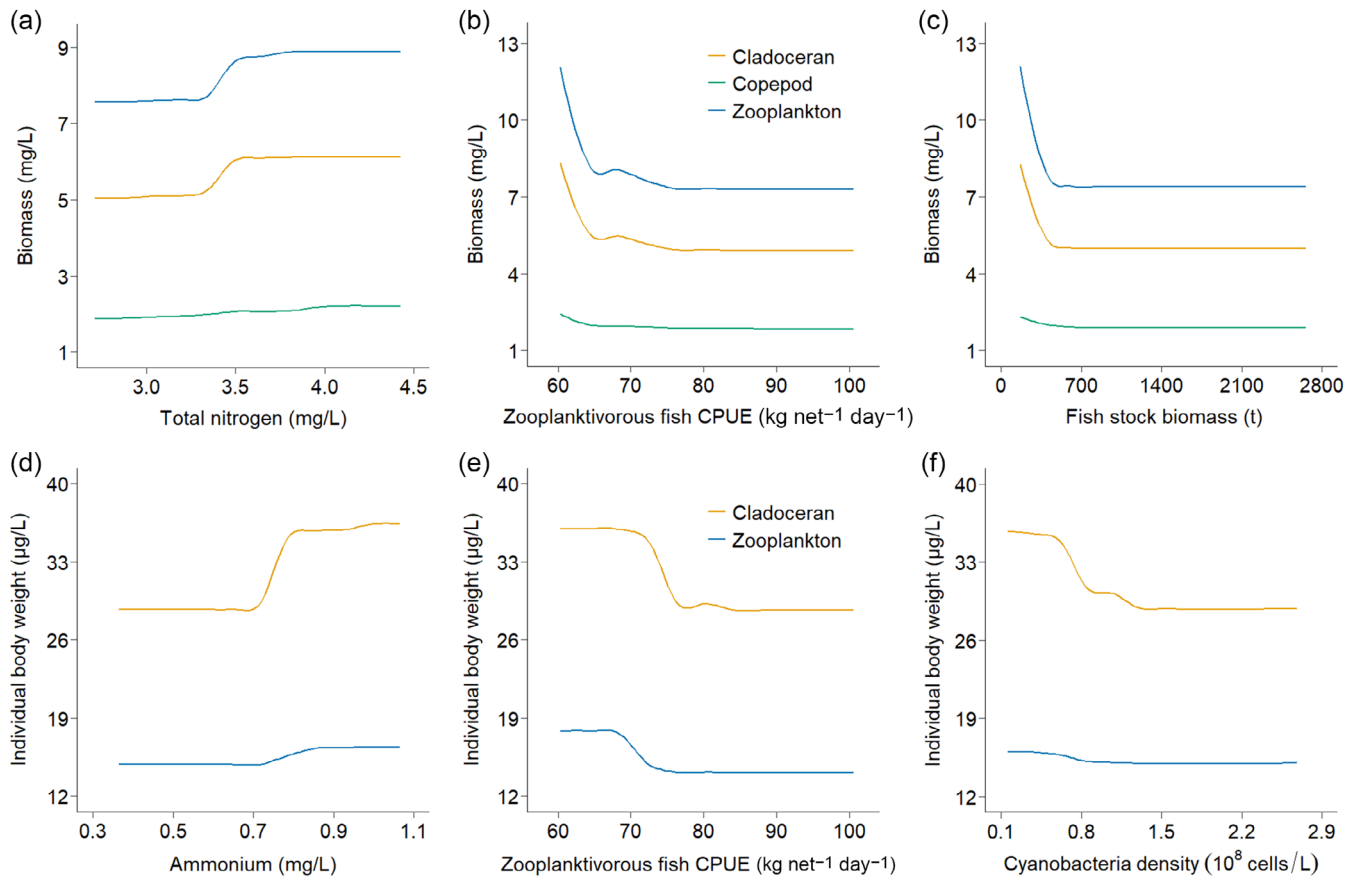 (a)
Biomass (mg/L)
9
7
5
3
1
3.0 3.5 4.0 4.5
Total nitrogen (mg/L)
(b)
Biomass (mg/L)
13
10
7
4
1
Cladoceran
Copepod
Zooplankton
60 70 80 90 100
Zooplanktivorous fish CPUE (kg net⁻¹ day⁻¹)
(c)
Biomass (mg/L)
13
10
7
4
1
0 700 1400 2100 2800
Fish stock biomass (t)
(d)
Individual body weight (µg/L)
40
33
26
19
12
0.3 0.5 0.7 0.9 1.1
Ammonium (mg/L)
(e)
Individual body weight (µg/L)
40
33
26
19
12
Cladoceran
Zooplankton
60 70 80 90 100
Zooplanktivorous fish CPUE (kg net⁻¹ day⁻¹)
(f)
Individual body weight (µg/L)
40
33
26
19
12
0.1 0.8 1.5 2.2 2.9
Cyanobacteria density (10⁸ cells/L)